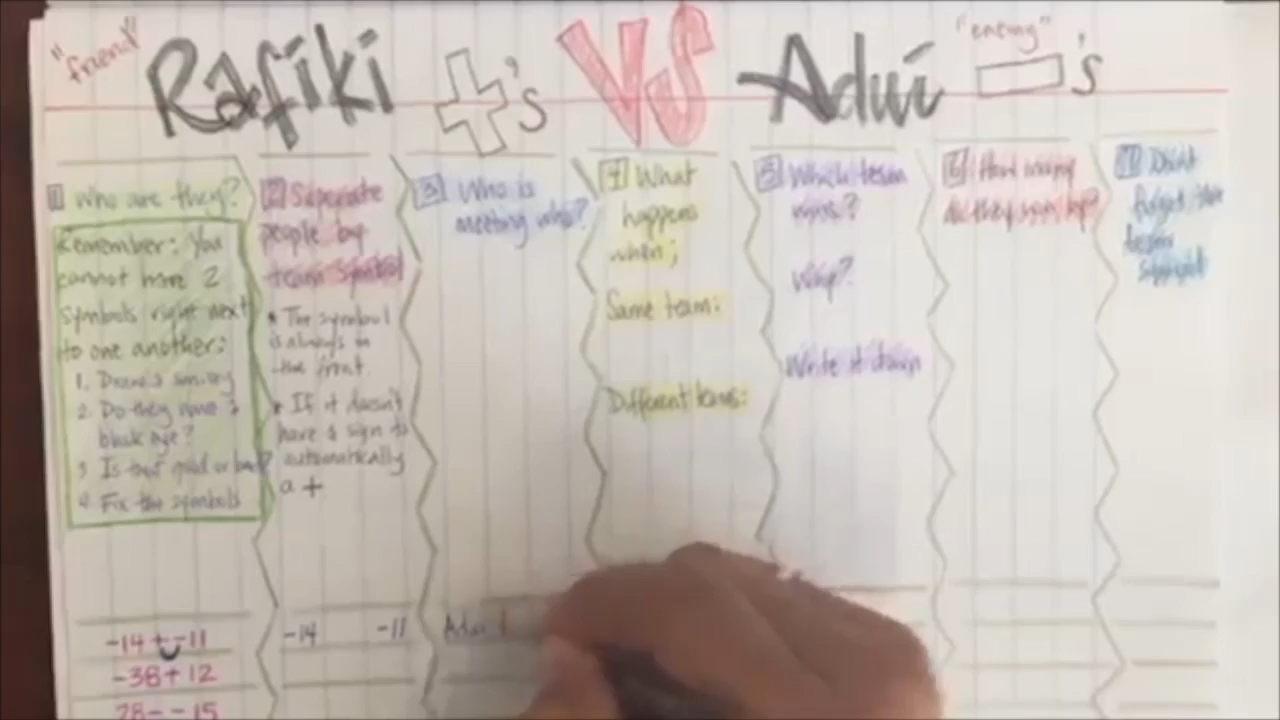 "friend" Rafiki +'s VS Adui "enemy" -'s
1 Who are they?
Remember: You
cannot have 2
symbols right next
to one another:
1. Draw a smiley
2. Do they have a
black eye?
3 Is that good or bad?
4. Fix the symbols
-14 + -11
-38 + 12
28 - -15
2 Seperate
people by
team symbol
* The symbol
is always in
the front.
* If it doesn't
have a sign its
automatically
a +
-14 -11
3 Who is
meeting who?
Adui
4 What
happens
when;
Same team:
Different teams:
5 Which team
wins?
Why?
Write it down
6 How many
do they win by?
7 Don't
forget the
team
symbol